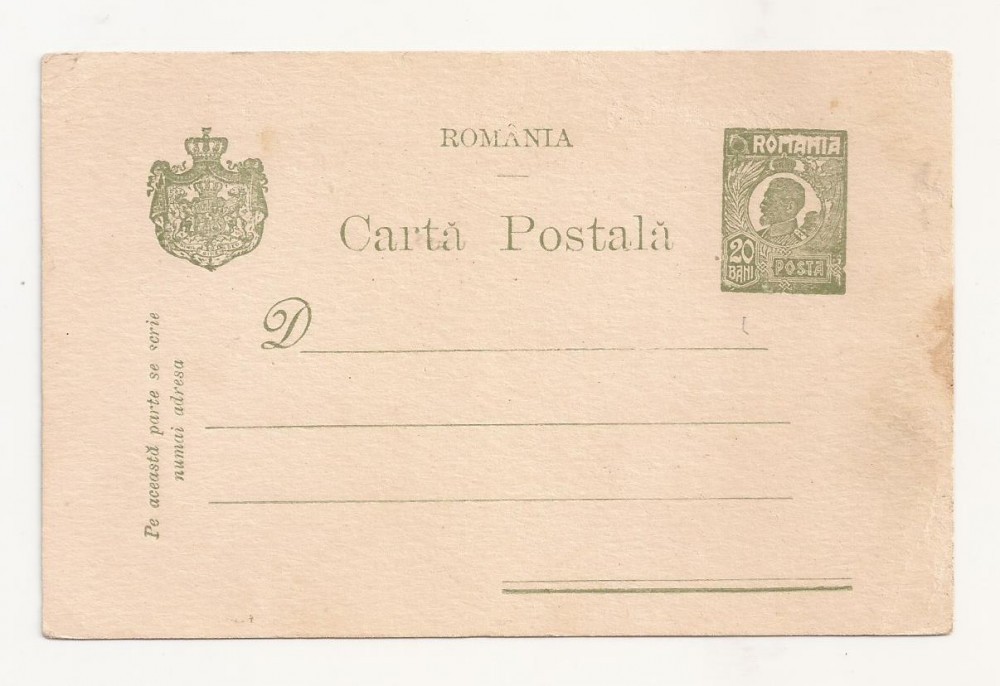 ROMÂNIA
Cartă Postală
ROMANIA
20
BANI
POSTA
D
Pe această parte se scrie
numai adresa